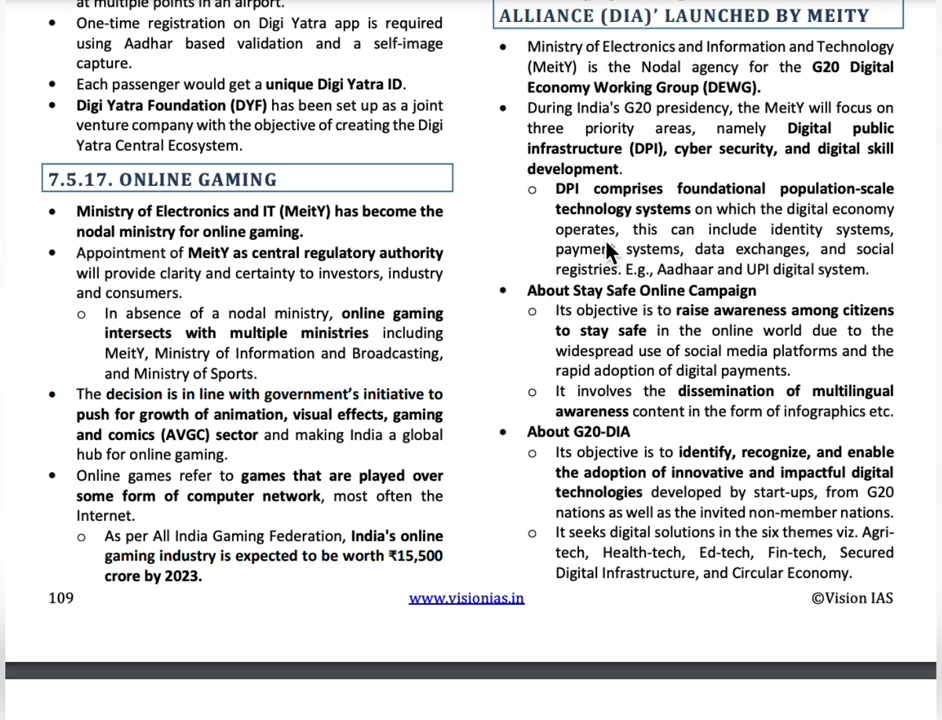 at multiple points in an airport.
• One-time registration on Digi Yatra app is required
using Aadhar based validation and a self-image
capture.
• Each passenger would get a unique Digi Yatra ID.
• Digi Yatra Foundation (DYF) has been set up as a joint
venture company with the objective of creating the Digi
Yatra Central Ecosystem.
7.5.17. ONLINE GAMING
• Ministry of Electronics and IT (MeitY) has become the
nodal ministry for online gaming.
• Appointment of MeitY as central regulatory authority
will provide clarity and certainty to investors, industry
and consumers.
o In absence of a nodal ministry, online gaming
intersects with multiple ministries including
MeitY, Ministry of Information and Broadcasting,
and Ministry of Sports.
• The decision is in line with government's initiative to
push for growth of animation, visual effects, gaming
and comics (AVGC) sector and making India a global
hub for online gaming.
• Online games refer to games that are played over
some form of computer network, most often the
Internet.
o As per All India Gaming Federation, India's online
gaming industry is expected to be worth ₹15,500
crore by 2023.
ALLIANCE (DIA)' LAUNCHED BY MEITY
• Ministry of Electronics and Information and Technology
(MeitY) is the Nodal agency for the G20 Digital
Economy Working Group (DEWG).
• During India's G20 presidency, the MeitY will focus on
three priority areas, namely Digital public
infrastructure (DPI), cyber security, and digital skill
development.
o DPI comprises foundational population-scale
technology systems on which the digital economy
operates, this can include identity systems,
payment systems, data exchanges, and social
registries. E.g., Aadhaar and UPI digital system.
• About Stay Safe Online Campaign
o Its objective is to raise awareness among citizens
to stay safe in the online world due to the
widespread use of social media platforms and the
rapid adoption of digital payments.
o It involves the dissemination of multilingual
awareness content in the form of infographics etc.
• About G20-DIA
o Its objective is to identify, recognize, and enable
the adoption of innovative and impactful digital
technologies developed by start-ups, from G20
nations as well as the invited non-member nations.
o It seeks digital solutions in the six themes viz. Agri-
tech, Health-tech, Ed-tech, Fin-tech, Secured
Digital Infrastructure, and Circular Economy.
109
www.visionias.in
©Vision IAS